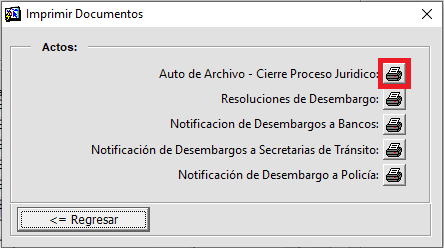 Imprimir Documentos
Actos:
Auto de Archivo - Cierre Proceso Juridico:
Resoluciones de Desembargo:
Notificacion de Desembargos a Bancos:
Notificación de Desembargos a Secretarias de Tránsito:
Notificación de Desembargo a Policía:
<= Regresar